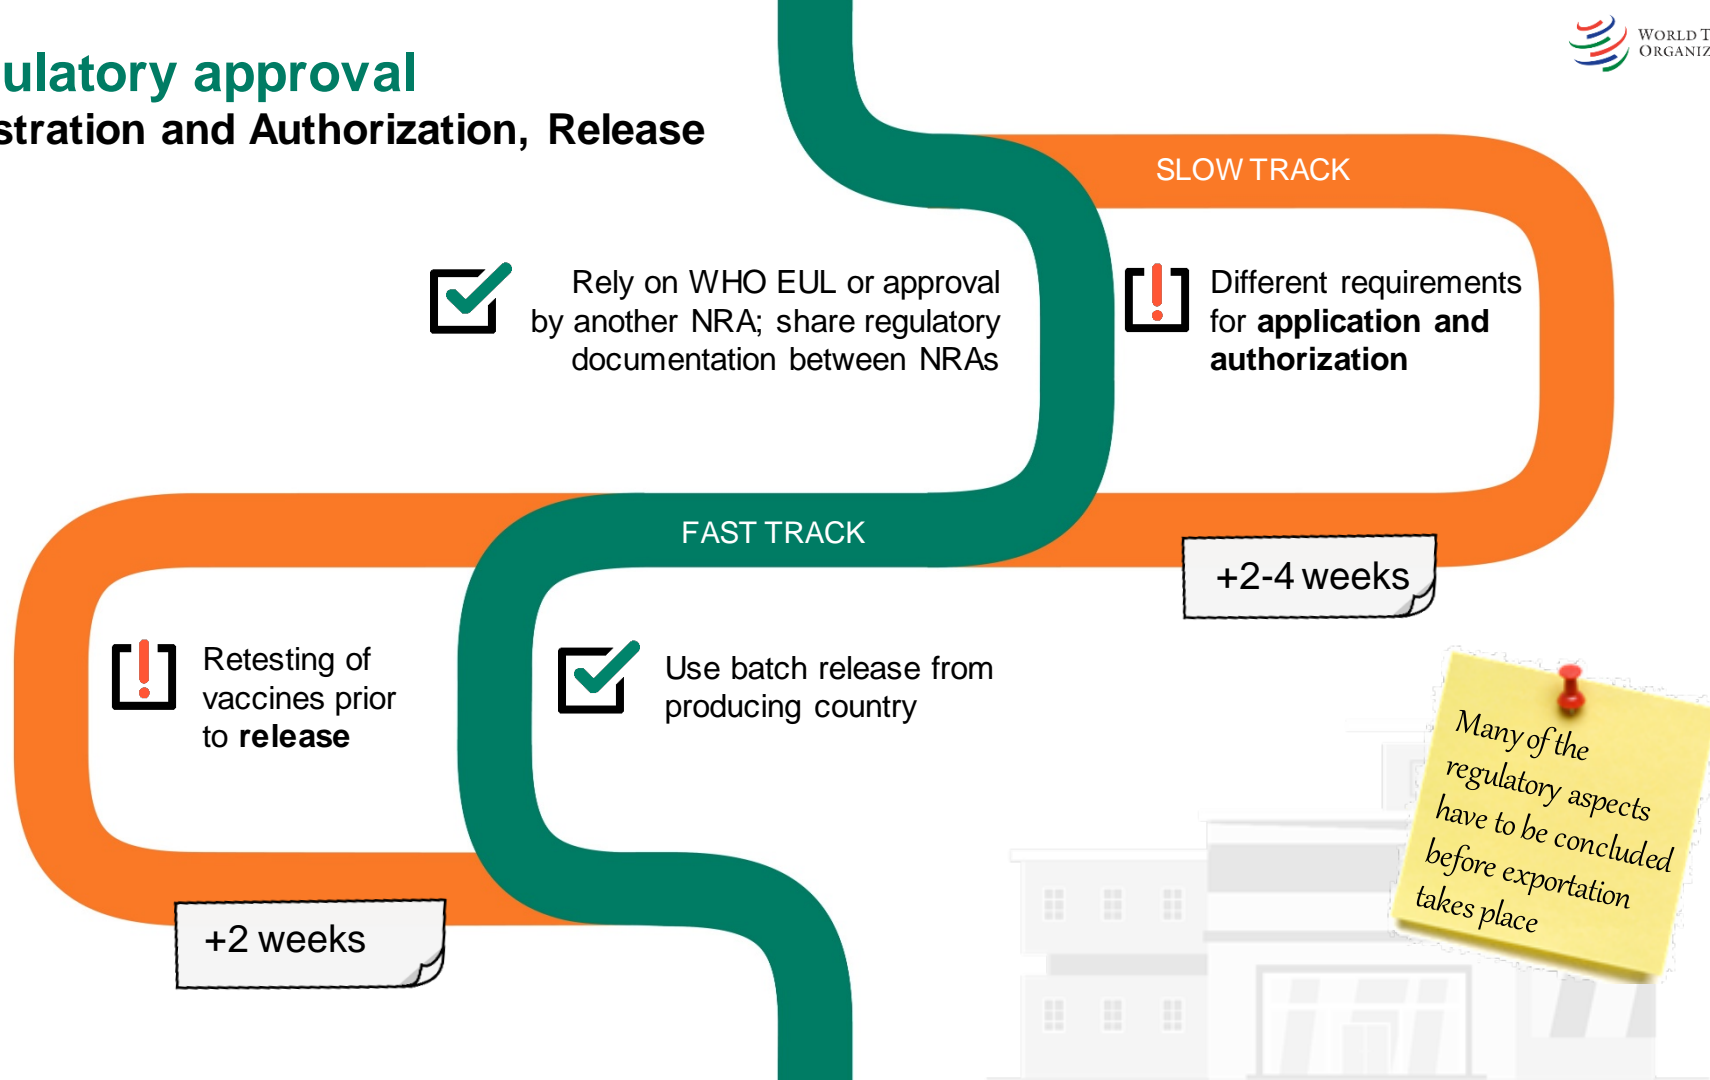 ulatory approval
stration and Authorization, Release
WORLD T
ORGANIZ
SLOW TRACK
Rely on WHO EUL or approval
by another NRA; share regulatory
documentation between NRAs
Different requirements
for application and
authorization
FAST TRACK
+2-4 weeks
Retesting of
vaccines prior
to release
Use batch release from
producing country
Many of the
regulatory aspects
have to be concluded
before exportation
takes place
+2 weeks